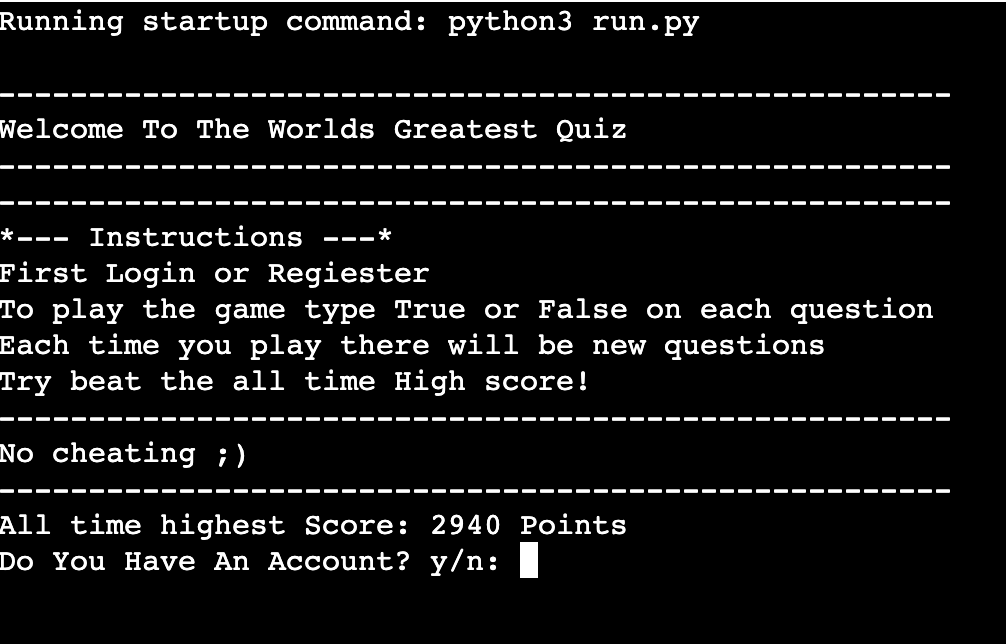 Running startup command: python3 run.py
-----------------------------------------------------
Welcome To The Worlds Greatest Quiz
-----------------------------------------------------
-----------------------------------------------------
*--- Instructions ---*
First Login or Regiester
To play the game type True or False on each question
Each time you play there will be new questions
Try beat the all time High score!
-----------------------------------------------------
No cheating ;)
-----------------------------------------------------
All time highest Score: 2940 Points
Do You Have An Account? y/n: